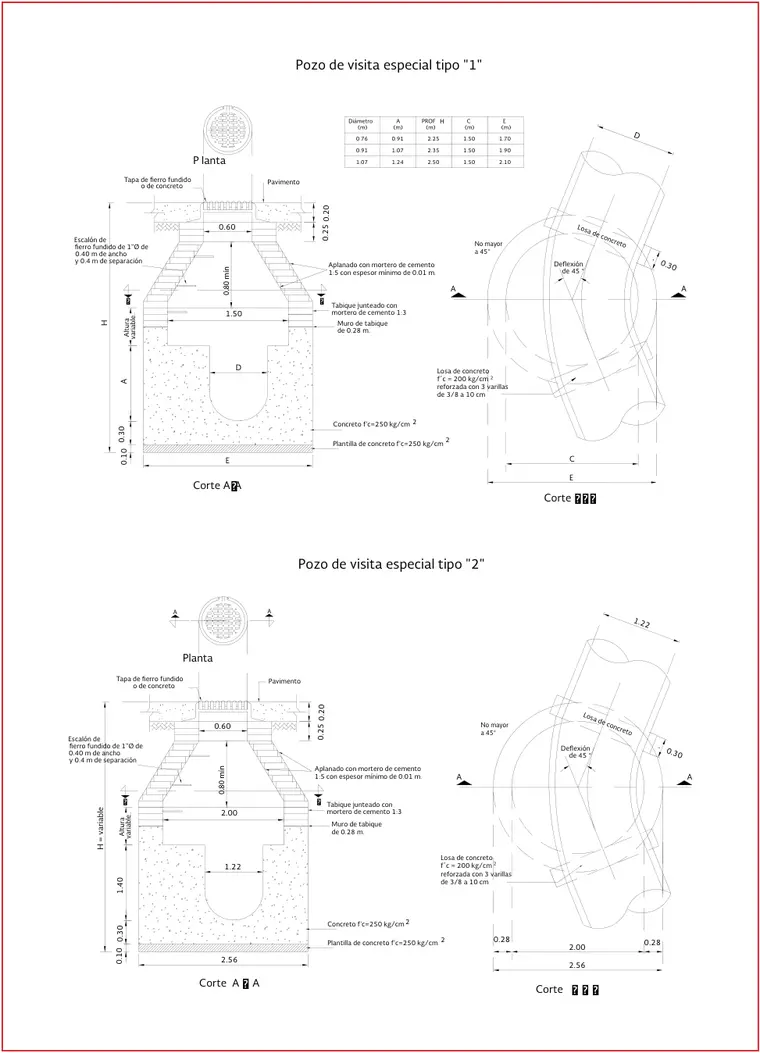 Pozo de visita especial tipo "1"
Planta
Diámetro (m) A (m) PROF H (m) C (m) E (m)
0.76 0.91 2.25 1.50 1.70
0.91 1.07 2.35 1.50 1.90
1.07 1.24 2.50 1.50 2.10
Tapa de fierro fundido
o de concreto
Pavimento
0.20
0.25
0.60
Escalón de
fierro fundido de 1"Ø de
0.40 m de ancho
y 0.4 m de separación
0.80 min
Aplanado con mortero de cemento
1:5 con espesor minimo de 0.01 m.
H
Altura
variable
1.50
Tabique junteado con
mortero de cemento 1:3
Muro de tabique
de 0.28 m.
A
D
0.30
Concreto f'c=250 kg/cm 2
0.10
Plantilla de concreto f'c=250 kg/cm 2
E
Corte A A
D
Losa de concreto
No mayor
a 45°
0.30
Deflexión
de 45 °
A
A
Losa de concreto
f´c = 200 kg/cm 2
reforzada con 3 varillas
de 3/8 a 10 cm
C
E
Corte
Pozo de visita especial tipo "2"
A
A
Planta
Tapa de fierro fundido
o de concreto
Pavimento
0.20
0.25
0.60
Escalón de
fierro fundido de 1"Ø de
0.40 m de ancho
y 0.4 m de separación
0.80 min
Aplanado con mortero de cemento
1:5 con espesor mínimo de 0.01 m.
H = variable
Altura
variable
2.00
Tabique junteado con
mortero de cemento 1:3
Muro de tabique
de 0.28 m.
1.40
1.22
0.30
Concreto f'c=250 kg/cm 2
0.10
Plantilla de concreto f'c=250 kg/cm 2
2.56
Corte A A
1.22
Losa de concreto
No mayor
a 45°
0.30
Deflexión
de 45 °
A
A
Losa de concreto
f´c = 200 kg/cm 2
reforzada con 3 varillas
de 3/8 a 10 cm
0.28
2.00
0.28
2.56
Corte